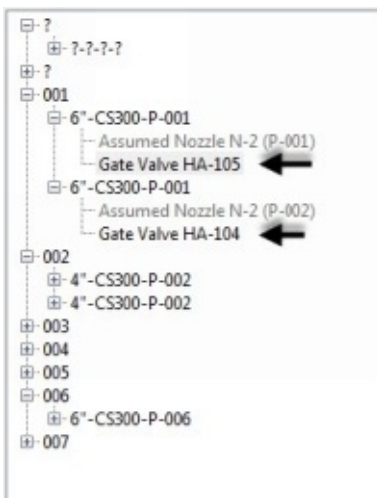 ?
?-?-?-?
?
001
6"-CS300-P-001
Assumed Nozzle N-2 (P-001)
Gate Valve HA-105
6"-CS300-P-001
Assumed Nozzle N-2 (P-002)
Gate Valve HA-104
002
4"-CS300-P-002
4"-CS300-P-002
003
004
005
006
6"-CS300-P-006
007